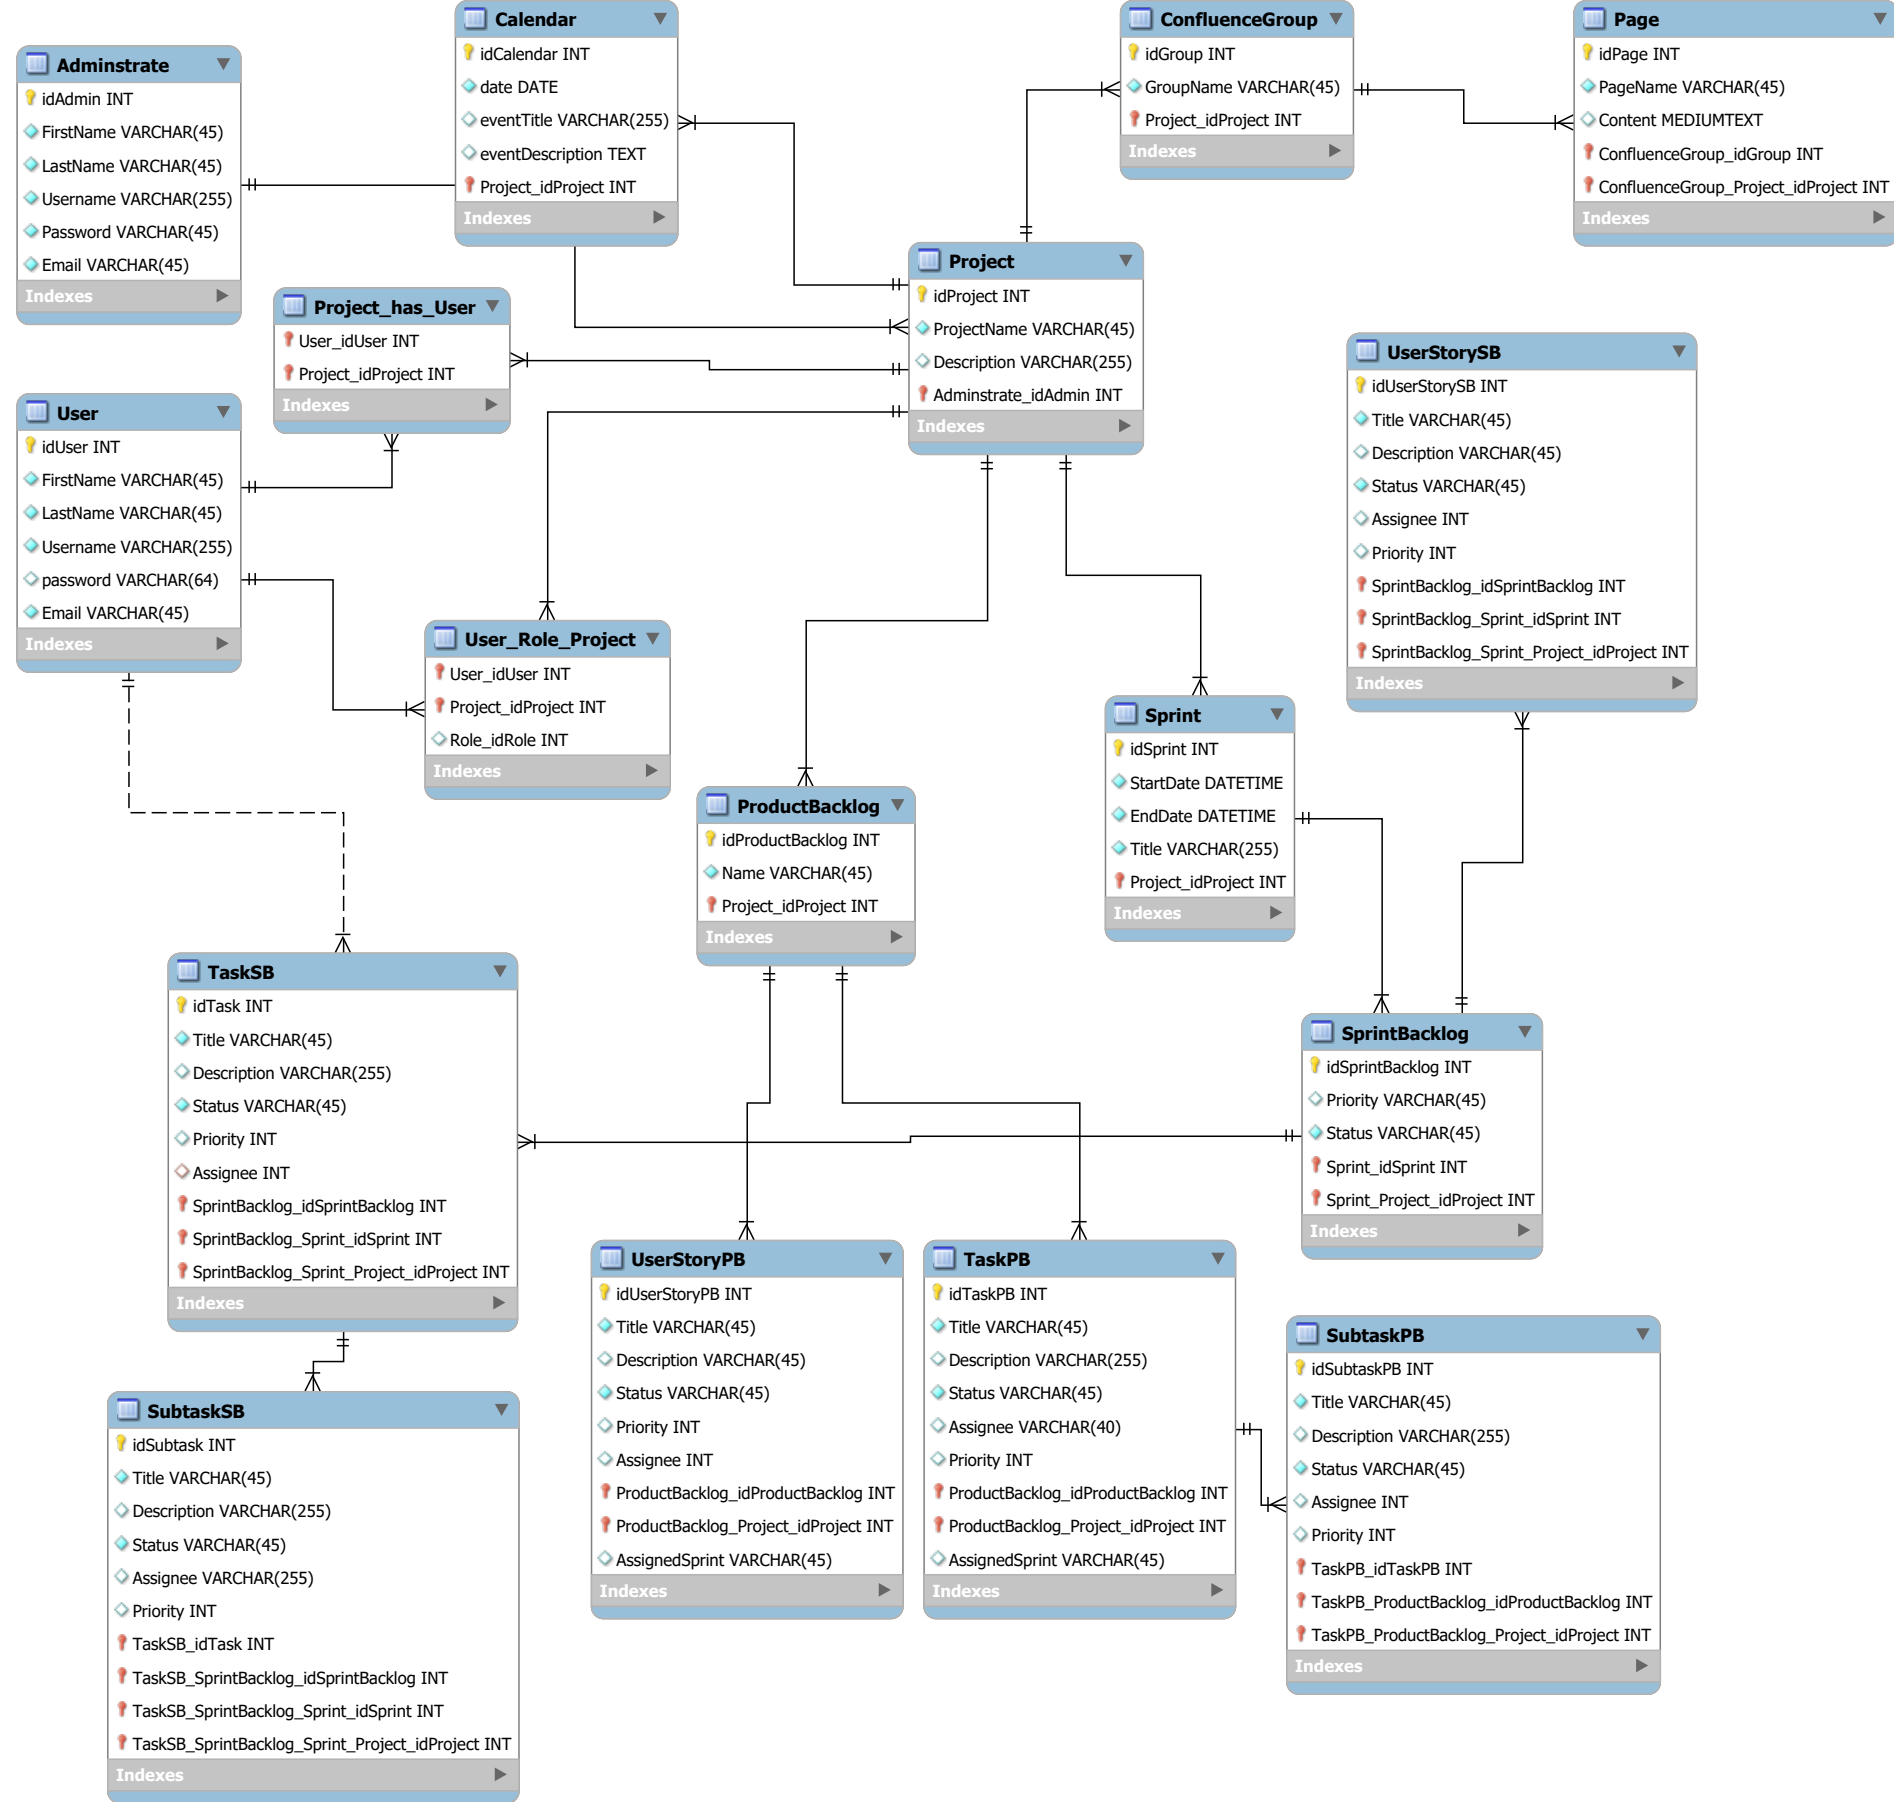 Adminstrate
idAdmin INT
FirstName VARCHAR(45)
LastName VARCHAR(45)
Username VARCHAR(255)
Password VARCHAR(45)
Email VARCHAR(45)
Indexes
Calendar
idCalendar INT
date DATE
eventTitle VARCHAR(255)
eventDescription TEXT
Project_idProject INT
Indexes
ConfluenceGroup
idGroup INT
GroupName VARCHAR(45)
Project_idProject INT
Indexes
Page
idPage INT
PageName VARCHAR(45)
Content MEDIUMTEXT
ConfluenceGroup_idGroup INT
ConfluenceGroup_Project_idProject INT
Indexes
Project_has_User
User_idUser INT
Project_idProject INT
Indexes
Project
idProject INT
ProjectName VARCHAR(45)
Description VARCHAR(255)
Adminstrate_idAdmin INT
Indexes
User
idUser INT
FirstName VARCHAR(45)
LastName VARCHAR(45)
Username VARCHAR(255)
password VARCHAR(64)
Email VARCHAR(45)
Indexes
UserStorySB
idUserStorySB INT
Title VARCHAR(45)
Description VARCHAR(45)
Status VARCHAR(45)
Assignee INT
Priority INT
SprintBacklog_idSprintBacklog INT
SprintBacklog_Sprint_idSprint INT
SprintBacklog_Sprint_Project_idProject INT
Indexes
User_Role_Project
User_idUser INT
Project_idProject INT
Role_idRole INT
Indexes
Sprint
idSprint INT
StartDate DATETIME
EndDate DATETIME
Title VARCHAR(255)
Project_idProject INT
Indexes
ProductBacklog
idProductBacklog INT
Name VARCHAR(45)
Project_idProject INT
Indexes
TaskSB
idTask INT
Title VARCHAR(45)
Description VARCHAR(255)
Status VARCHAR(45)
Priority INT
Assignee INT
SprintBacklog_idSprintBacklog INT
SprintBacklog_Sprint_idSprint INT
SprintBacklog_Sprint_Project_idProject INT
Indexes
SprintBacklog
idSprintBacklog INT
Priority VARCHAR(45)
Status VARCHAR(45)
Sprint_idSprint INT
Sprint_Project_idProject INT
Indexes
UserStoryPB
idUserStoryPB INT
Title VARCHAR(45)
Description VARCHAR(45)
Status VARCHAR(45)
Priority INT
Assignee INT
ProductBacklog_idProductBacklog INT
ProductBacklog_Project_idProject INT
AssignedSprint VARCHAR(45)
Indexes
TaskPB
idTaskPB INT
Title VARCHAR(45)
Description VARCHAR(255)
Status VARCHAR(45)
Assignee VARCHAR(40)
Priority INT
ProductBacklog_idProductBacklog INT
ProductBacklog_Project_idProject INT
AssignedSprint VARCHAR(45)
Indexes
SubtaskPB
idSubtaskPB INT
Title VARCHAR(45)
Description VARCHAR(255)
Status VARCHAR(45)
Assignee INT
Priority INT
TaskPB_idTaskPB INT
TaskPB_ProductBacklog_idProductBacklog INT
TaskPB_ProductBacklog_Project_idProject INT
Indexes
SubtaskSB
idSubtask INT
Title VARCHAR(45)
Description VARCHAR(255)
Status VARCHAR(45)
Assignee VARCHAR(255)
Priority INT
TaskSB_idTask INT
TaskSB_SprintBacklog_idSprintBacklog INT
TaskSB_SprintBacklog_Sprint_idSprint INT
TaskSB_SprintBacklog_Sprint_Project_idProject INT
Indexes